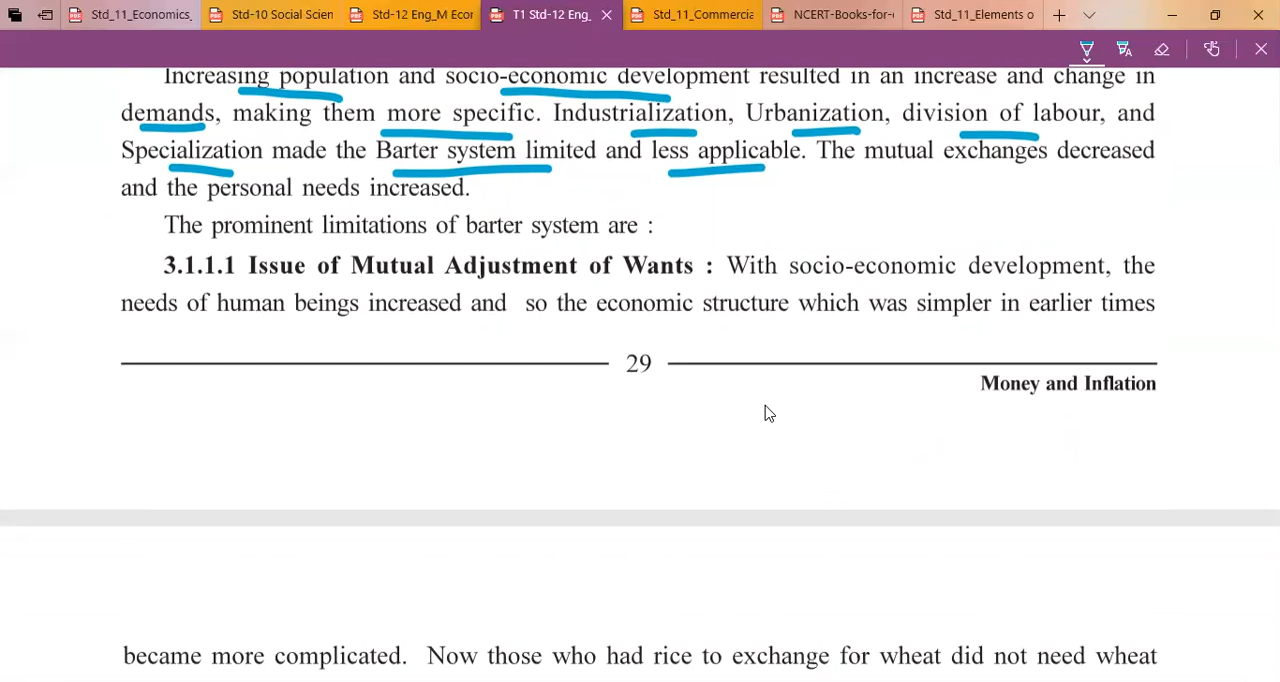 Std_11_Economics_
Std-10 Social Scien
Std-12 Eng_M Econ
T1 Std-12 Eng_
Std_11_Commercia
NCERT-Books-for-
Std_11_Elements o
Increasing population and socio-economic development resulted in an increase and change in
demands, making them more specific. Industrialization, Urbanization, division of labour, and
Specialization made the Barter system limited and less applicable. The mutual exchanges decreased
and the personal needs increased.
The prominent limitations of barter system are :
3.1.1.1 Issue of Mutual Adjustment of Wants : With socio-economic development, the
needs of human beings increased and so the economic structure which was simpler in earlier times
29
Money and Inflation
became more complicated. Now those who had rice to exchange for wheat did not need wheat